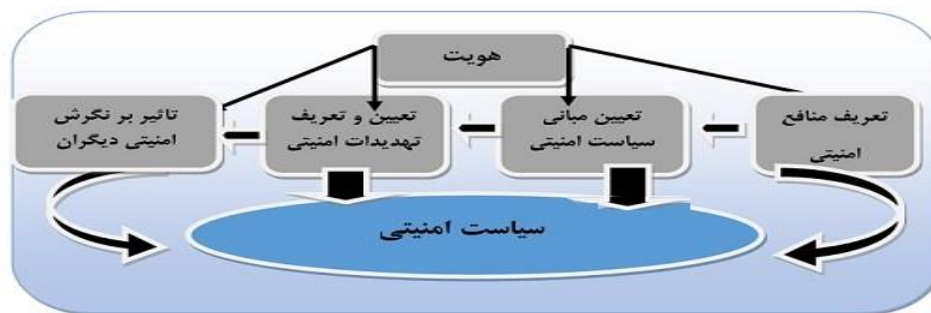 هویت
تعریف منافع
امنیتی
تعیین مبانی
سیاست امنیتی
تعیین و تعریف
تهدیدات امنیتی
تاثیر بر نگرش
امنیتی دیگران
سیاست امنیتی